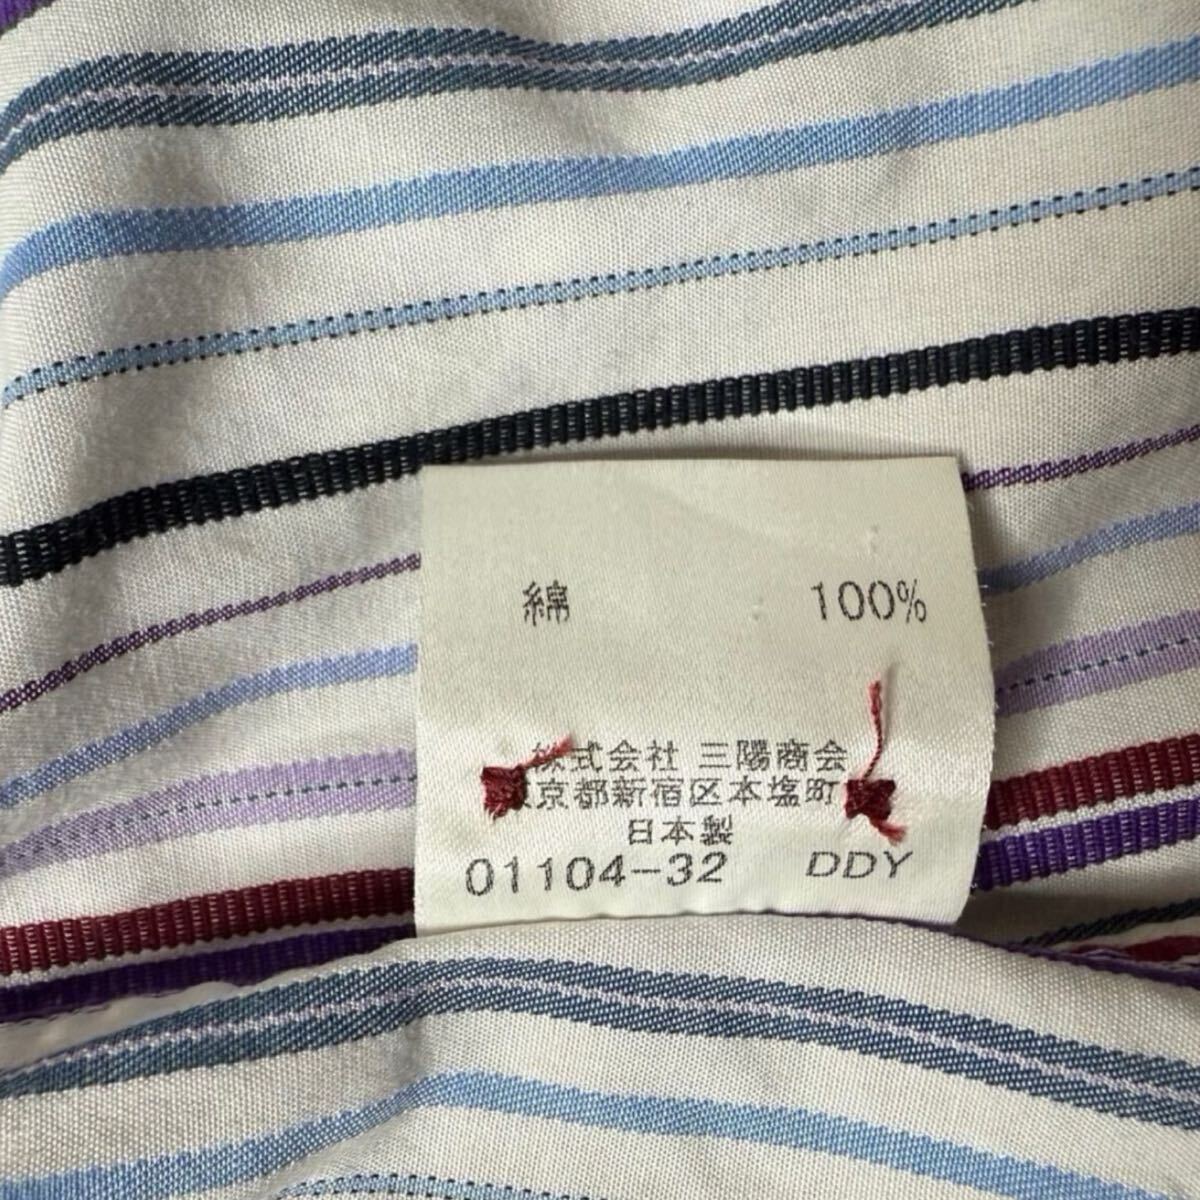 綿 100%
株式会社 三陽商会
京都新宿区本塩町
日本製
01104-32 DDY